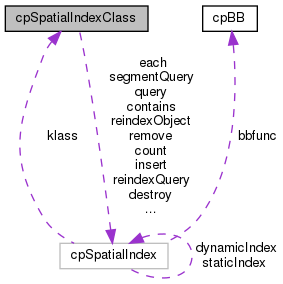 cpSpatialIndexClass
cpBB
each
segmentQuery
query
contains
reindexObject
remove
count
insert
reindexQuery
destroy
...
klass
bbfunc
cpSpatialIndex
dynamicIndex
staticIndex